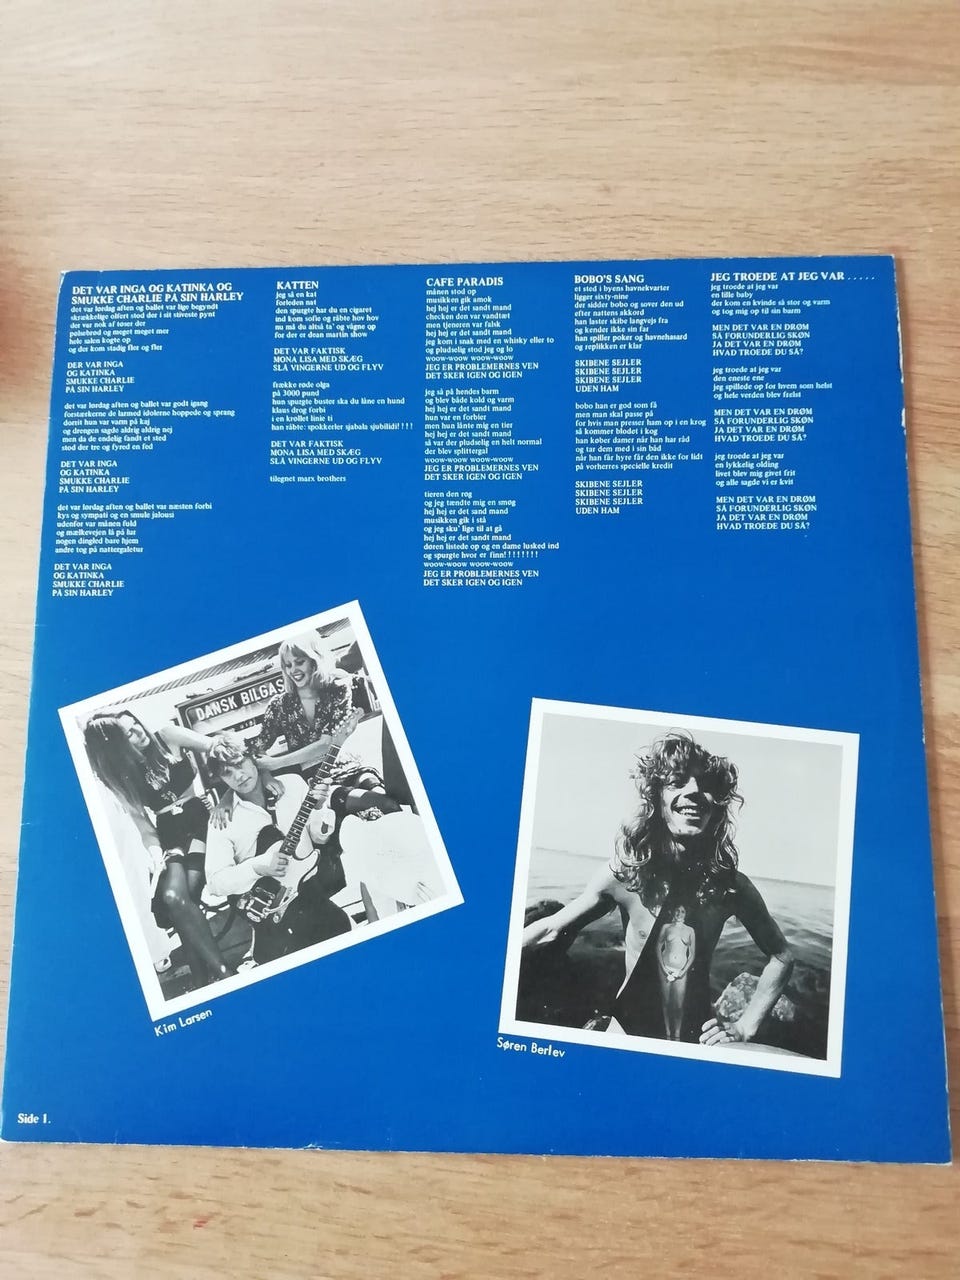 DET VAR INGA OG KATINKA OG
SMUKKE CHARLIE PÅ SIN HARLEY
det var lørdag aften og ballet var lige begyndt
skrækkelige olfert stod der i sit stiveste pynt
der var nok af tøser der
pølsebrød og meget meget mer
hele salen kogte op
og der kom stadig fler og fler
DER VAR INGA
OG KATINKA
SMUKKE CHARLIE
PÅ SIN HARLEY
det var lørdag aften og ballet var godt igang
forstærkerne de larmed idolerne hoppede og sprang
dorrit hun var varm på kaj
og drengen sagde aldrig aldrig nej
men da de endelig fandt et sted
stod der tre og fyred en fed
DET VAR INGA
OG KATINKA
SMUKKE CHARLIE
PÅ SIN HARLEY
det var lørdag aften og ballet var næsten forbi
kys og sympati og en smule jalousi
udenfor var månen fuld
og mælkevejen lå på lur
nogen dingled bare hjem
andre tog på nattergaletur
DET VAR INGA
OG KATINKA
SMUKKE CHARLIE
PÅ SIN HARLEY
KATTEN
jeg så en kat
forleden nat
den spurgte har du en cigaret
ind kom sofie og råbte hov hov
nu må du altså ta' og vågne op
for der er dean martin show
DET VAR FAKTISK
MONA LISA MED SKÆG
SLÅ VINGERNE UD OG FLYV
frække røde olga
på 3000 pund
hun spurgte buster ska du låne en hund
klaus drog forbi
i en krøllet linie ti
han råbte: spokkerler sjabala sjubilidi! ! ! !
DET VAR FAKTISK
MONA LISA MED SKÆG
SLÅ VINGERNE UD OG FLYV
tilegnet marx brothers
CAFE PARADIS
månen stod op
musikken gik amok
hej hej er det sandt mand
checken den var vandtæt
men tjeneren var falsk
hej hej er det sandt mand
jeg kom i snak med en whisky eller to
og pludselig stod jeg og lo
woow-woow woow-woow
JEG ER PROBLEMERNES VEN
DET SKER IGEN OG IGEN
jeg så på hendes barm
og blev både kold og varm
hej hej er det sandt mand
hun var en forbier
men hun lånte mig en tier
hej hej er det sandt mand
så var der pludselig en helt normal
der blev splittergal
woow-woow woow-woow
JEG ER PROBLEMERNES VEN
DET SKER IGEN OG IGEN
tieren den røg
og jeg tændte mig en smøg
hej hej er det sand mand
musikken gik i stå
og jeg sku' lige til at gå
hej hej er det sandt mand
døren listede op og en dame lusked ind
og spurgte hvor er finn! ! ! ! ! ! ! !
woow-woow woow-woow
JEG ER PROBLEMERNES VEN
DET SKER IGEN OG IGEN
BOBO'S SANG
et sted i byens havnekvarter
ligger sixty-nine
der sidder bobo og sover den ud
efter nattens akkord
han laster skibe langvejs fra
og kender ikke sin far
han spiller poker og havnehasard
og replikken er klar
SKIBENE SEJLER
SKIBENE SEJLER
SKIBENE SEJLER
UDEN HAM
bobo han er god som få
men man skal passe på
for hvis man presser ham op i en krog
så kommer blodet i kog
han køber damer når han har råd
og tar dem med i sin båd
når han får hyre får den ikke for lidt
på vorherres specielle kredit
SKIBENE SEJLER
SKIBENE SEJLER
SKIBENE SEJLER
UDEN HAM
JEG TROEDE AT JEG VAR . . . . .
jeg troede at jeg var
en lille baby
der kom en kvinde så stor og varm
og tog mig op til sin barm
MEN DET VAR EN DRØM
SÅ FORUNDERLIG SKØN
JA DET VAR EN DRØM
HVAD TROEDE DU SÅ?
jeg troede at jeg var
den eneste ene
jeg spillede op for hvem som helst
og hele verden blev frelst
MEN DET VAR EN DRØM
SÅ FORUNDERLIG SKØN
JA DET VAR EN DRØM
HVAD TROEDE DU SÅ?
jeg troede at jeg var
en lykkelig olding
livet blev mig givet frit
og alle sagde vi er kvit
MEN DET VAR EN DRØM
SÅ FORUNDERLIG SKØN
JA DET VAR EN DRØM
HVAD TROEDE DU SÅ?
DANSK BILGAS
Kim Larsen
Søren Berlev
Side 1.